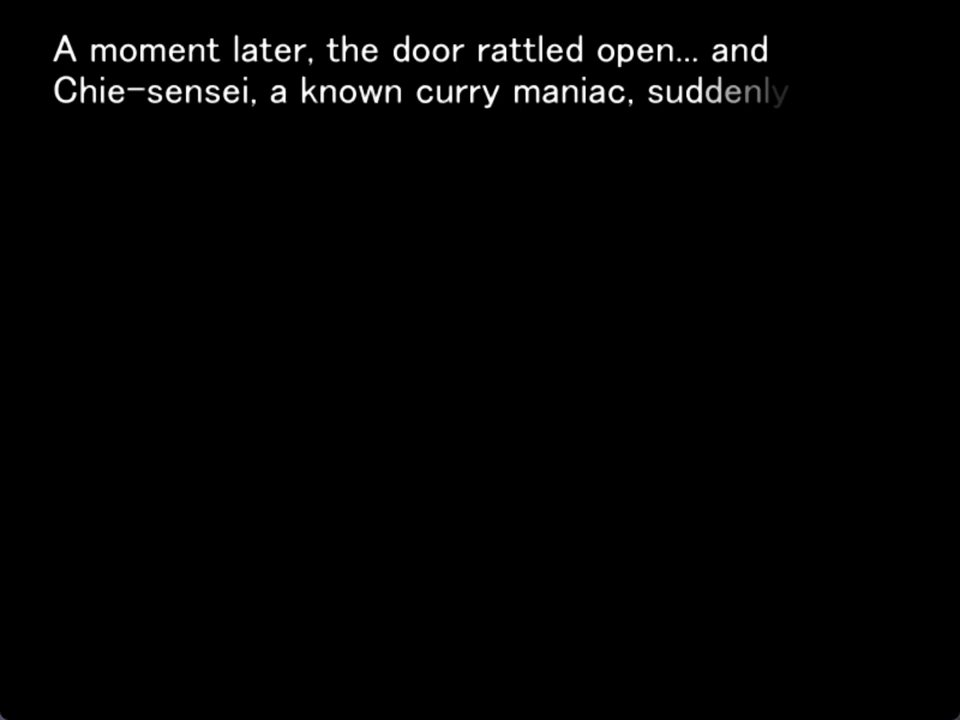 A moment later, the door rattled open... and
Chie-sensei, a known curry maniac, suddenly